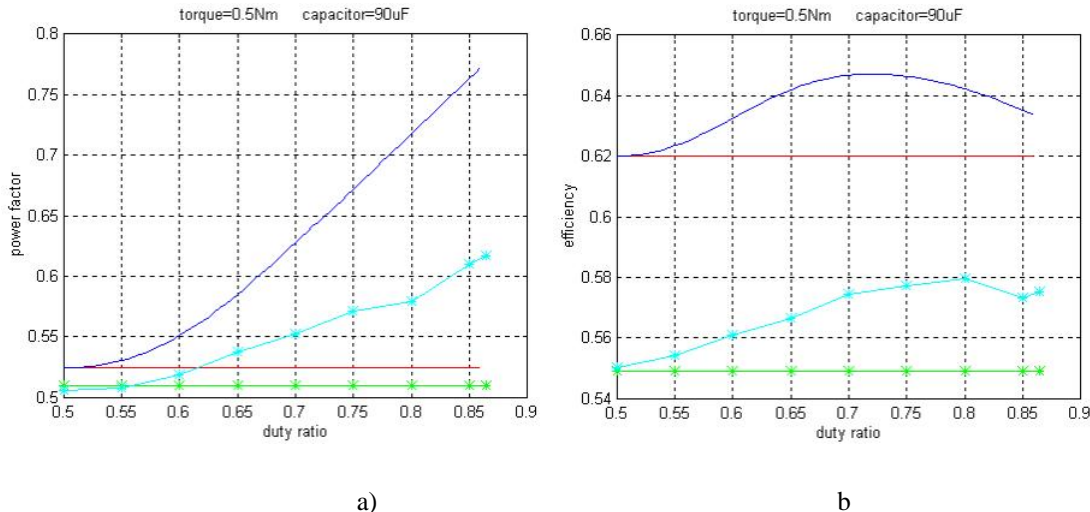 torque=0.5Nm capacitor=90uF
0.8
0.75
0.7
0.65
0.6
0.55
0.5
power factor
0.5 0.55 0.6 0.65 0.7 0.75 0.8 0.85 0.9
duty ratio
a)
torque=0.5Nm capacitor=90uF
0.66
0.64
0.62
0.6
0.58
0.56
0.54
efficiency
0.5 0.55 0.6 0.65 0.7 0.75 0.8 0.85 0.9
duty ratio
b